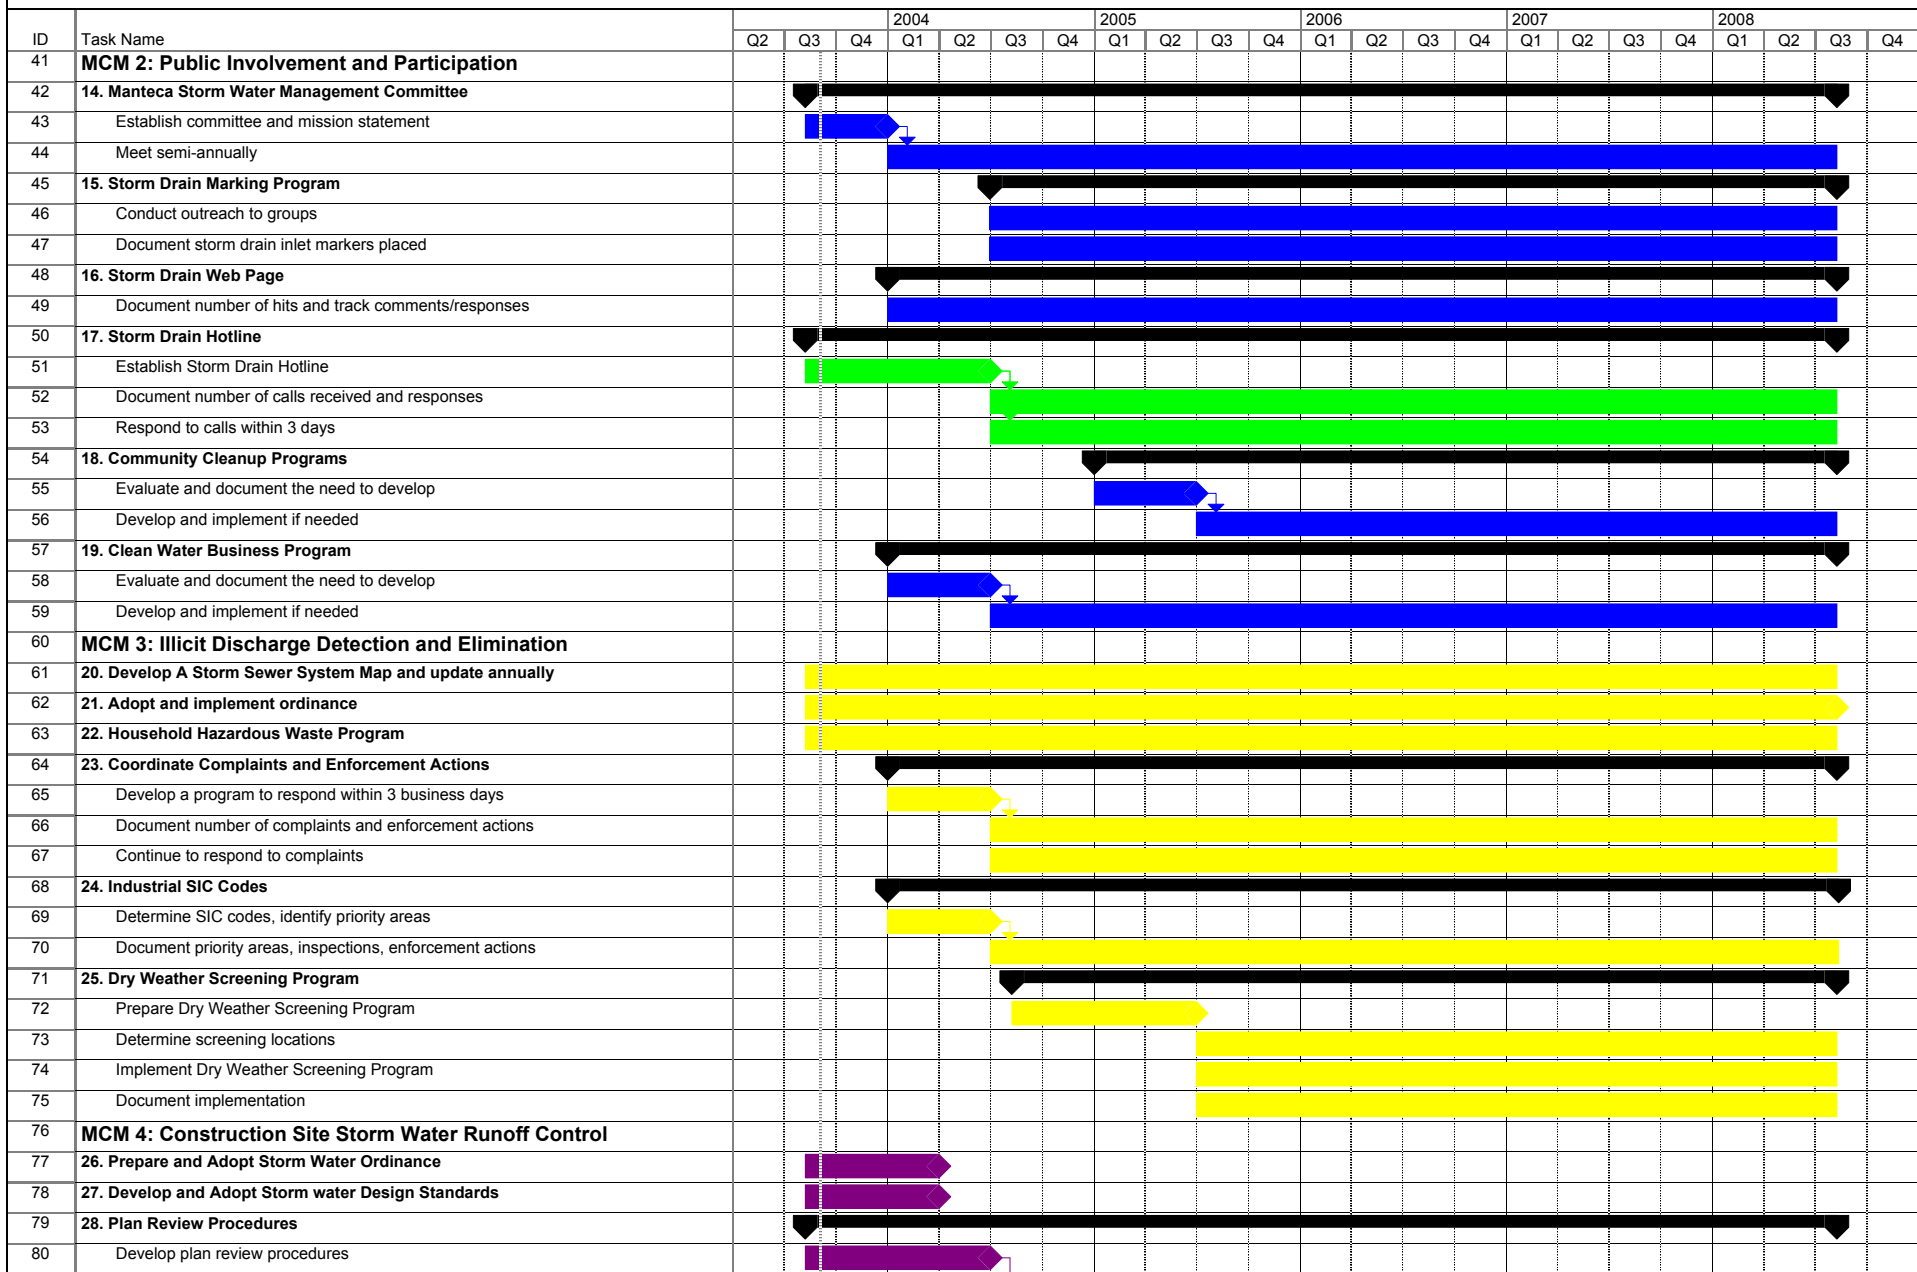 2004 2005 2006 2007 2008
ID Task Name Q2 Q3 Q4 Q1 Q2 Q3 Q4 Q1 Q2 Q3 Q4 Q1 Q2 Q3 Q4 Q1 Q2 Q3 Q4 Q1 Q2 Q3 Q4
41 MCM 2: Public Involvement and Participation
42 14. Manteca Storm Water Management Committee
43 Establish committee and mission statement
44 Meet semi-annually
45 15. Storm Drain Marking Program
46 Conduct outreach to groups
47 Document storm drain inlet markers placed
48 16. Storm Drain Web Page
49 Document number of hits and track comments/responses
50 17. Storm Drain Hotline
51 Establish Storm Drain Hotline
52 Document number of calls received and responses
53 Respond to calls within 3 days
54 18. Community Cleanup Programs
55 Evaluate and document the need to develop
56 Develop and implement if needed
57 19. Clean Water Business Program
58 Evaluate and document the need to develop
59 Develop and implement if needed
60 MCM 3: Illicit Discharge Detection and Elimination
61 20. Develop A Storm Sewer System Map and update annually
62 21. Adopt and implement ordinance
63 22. Household Hazardous Waste Program
64 23. Coordinate Complaints and Enforcement Actions
65 Develop a program to respond within 3 business days
66 Document number of complaints and enforcement actions
67 Continue to respond to complaints
68 24. Industrial SIC Codes
69 Determine SIC codes, identify priority areas
70 Document priority areas, inspections, enforcement actions
71 25. Dry Weather Screening Program
72 Prepare Dry Weather Screening Program
73 Determine screening locations
74 Implement Dry Weather Screening Program
75 Document implementation
76 MCM 4: Construction Site Storm Water Runoff Control
77 26. Prepare and Adopt Storm Water Ordinance
78 27. Develop and Adopt Storm water Design Standards
79 28. Plan Review Procedures
80 Develop plan review procedures